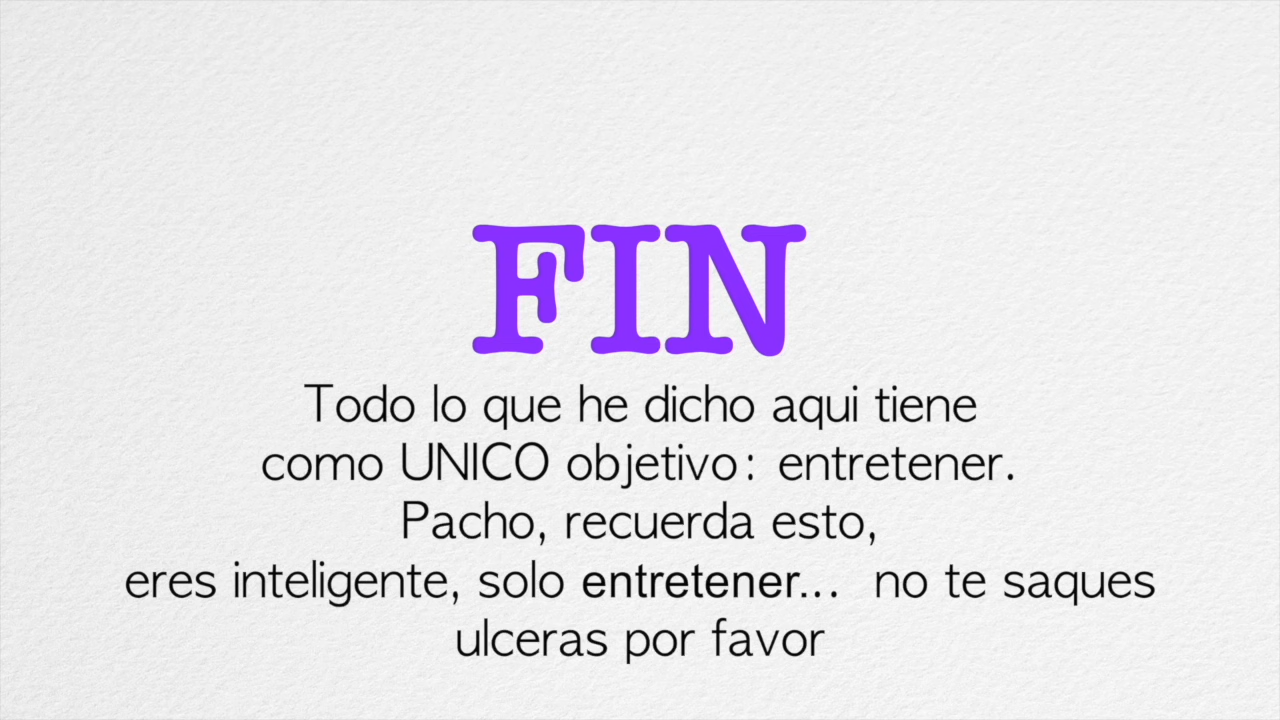 FIN
Todo lo que he dicho aqui tiene
como UNICO objetivo: entretener.
Pacho, recuerda esto,
eres inteligente, solo entretener... no te saques
ulceras por favor